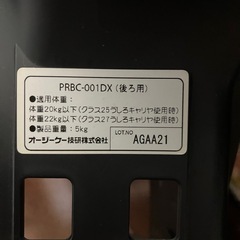 PRBC-001DX(後ろ用)
●適用体重:
体重20kg以下(クラス25うしろキャリヤ使用時)
体重22kg以下(クラス27うしろキャリヤ使用時)
●製品重量:5kg
オージーケー技研株式会社
LOT.NO
AGAA21